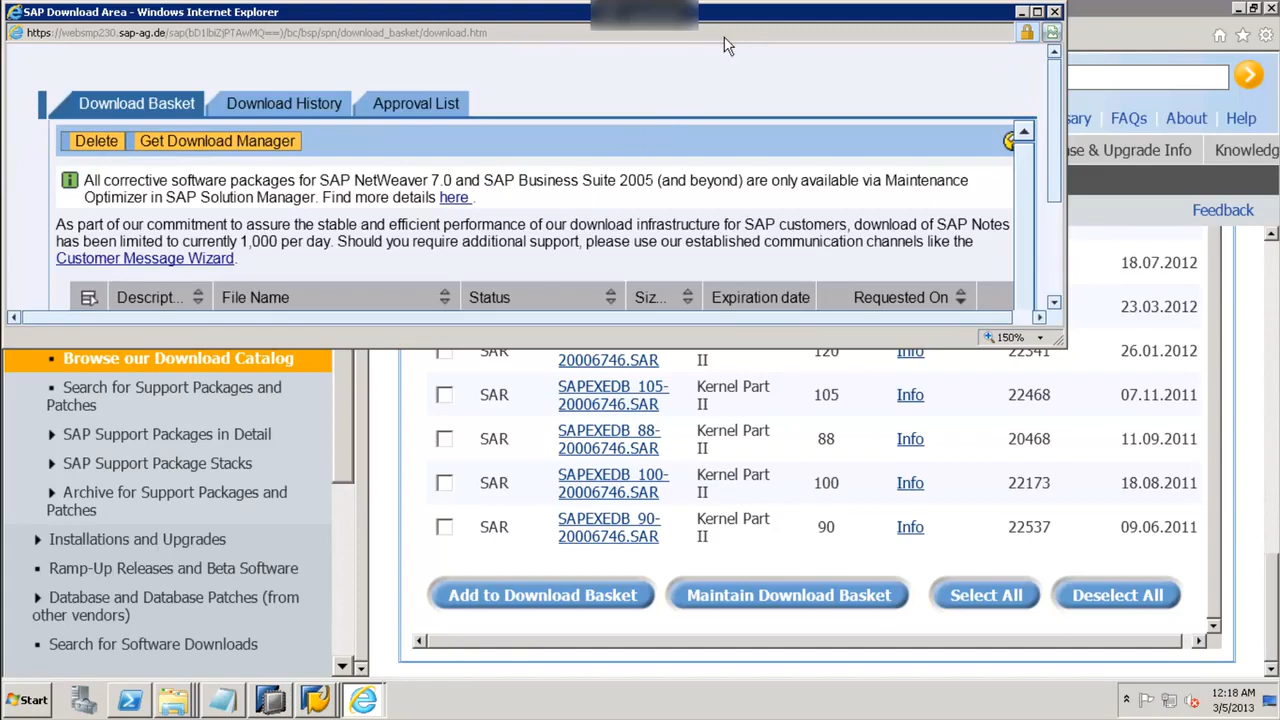 SAP Download Area - Windows Internet Explorer
https://websmp230.sap-ag.de/sap(bD1lbiZjPTAwMQ==)/bc/bsp/spn/download_basket/download.htm
Download Basket Download History Approval List
Delete Get Download Manager
All corrective software packages for SAP NetWeaver 7.0 and SAP Business Suite 2005 (and beyond) are only available via Maintenance
Optimizer in SAP Solution Manager. Find more details here .
As part of our commitment to assure the stable and efficient performance of our download infrastructure for SAP customers, download of SAP Notes
has been limited to currently 1,000 per day. Should you require additional support, please use our established communication channels like the
Customer Message Wizard.
Descript... File Name Status Siz... Expiration date Requested On
150%
FAQs About Help
se & Upgrade Info Knowledg
Feedback
18.07.2012
23.03.2012
Browse our Download Catalog
Search for Support Packages and
Patches
SAP Support Packages in Detail
SAP Support Package Stacks
Archive for Support Packages and
Patches
Installations and Upgrades
Ramp-Up Releases and Beta Software
Database and Database Patches (from
other vendors)
Search for Software Downloads
SAR 20006746.SAR Part II 120 Info 22341 26.01.2012
SAR SAPEXEDB_105-
20006746.SAR Kernel Part
II 105 Info 22468 07.11.2011
SAR SAPEXEDB_88-
20006746.SAR Kernel Part
II 88 Info 20468 11.09.2011
SAR SAPEXEDB_100-
20006746.SAR Kernel Part
II 100 Info 22173 18.08.2011
SAR SAPEXEDB_90-
20006746.SAR Kernel Part
II 90 Info 22537 09.06.2011
Add to Download Basket Maintain Download Basket Select All Deselect All
Start
12:18 AM
3/5/2013